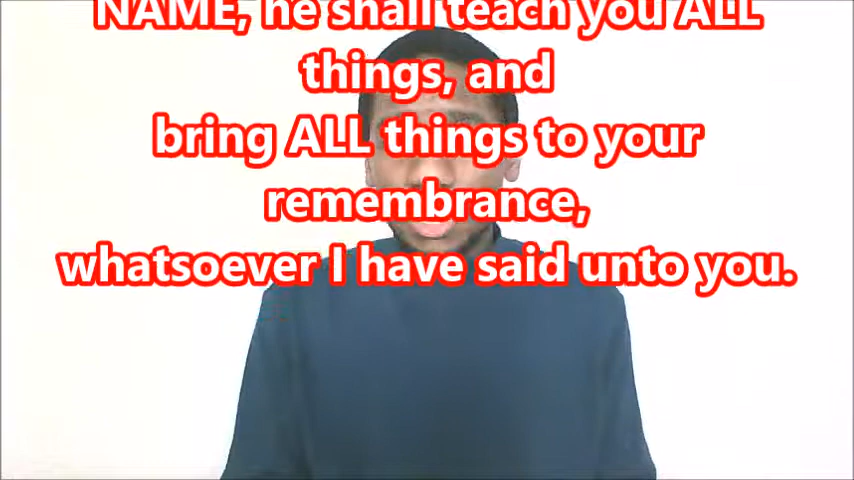 NAME, he shall teach you ALL
things, and
bring ALL things to your
remembrance,
whatsoever I have said unto you.